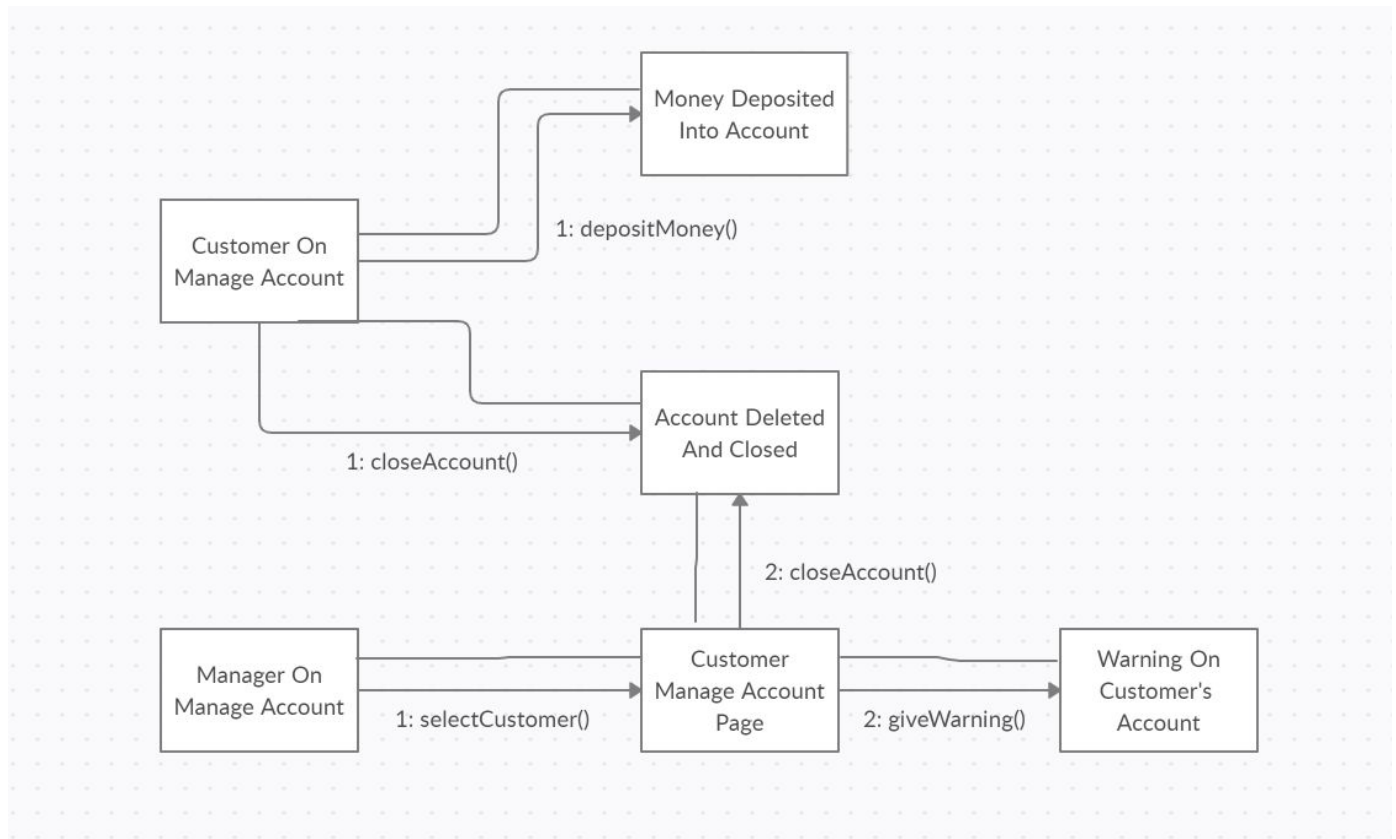 Money Deposited
Into Account
1: depositMoney()
Customer On
Manage Account
Account Deleted
And Closed
1: closeAccount()
2: closeAccount()
Manager On
Manage Account
1: selectCustomer()
Customer
Manage Account
Page
2: giveWarning()
Warning On
Customer's
Account